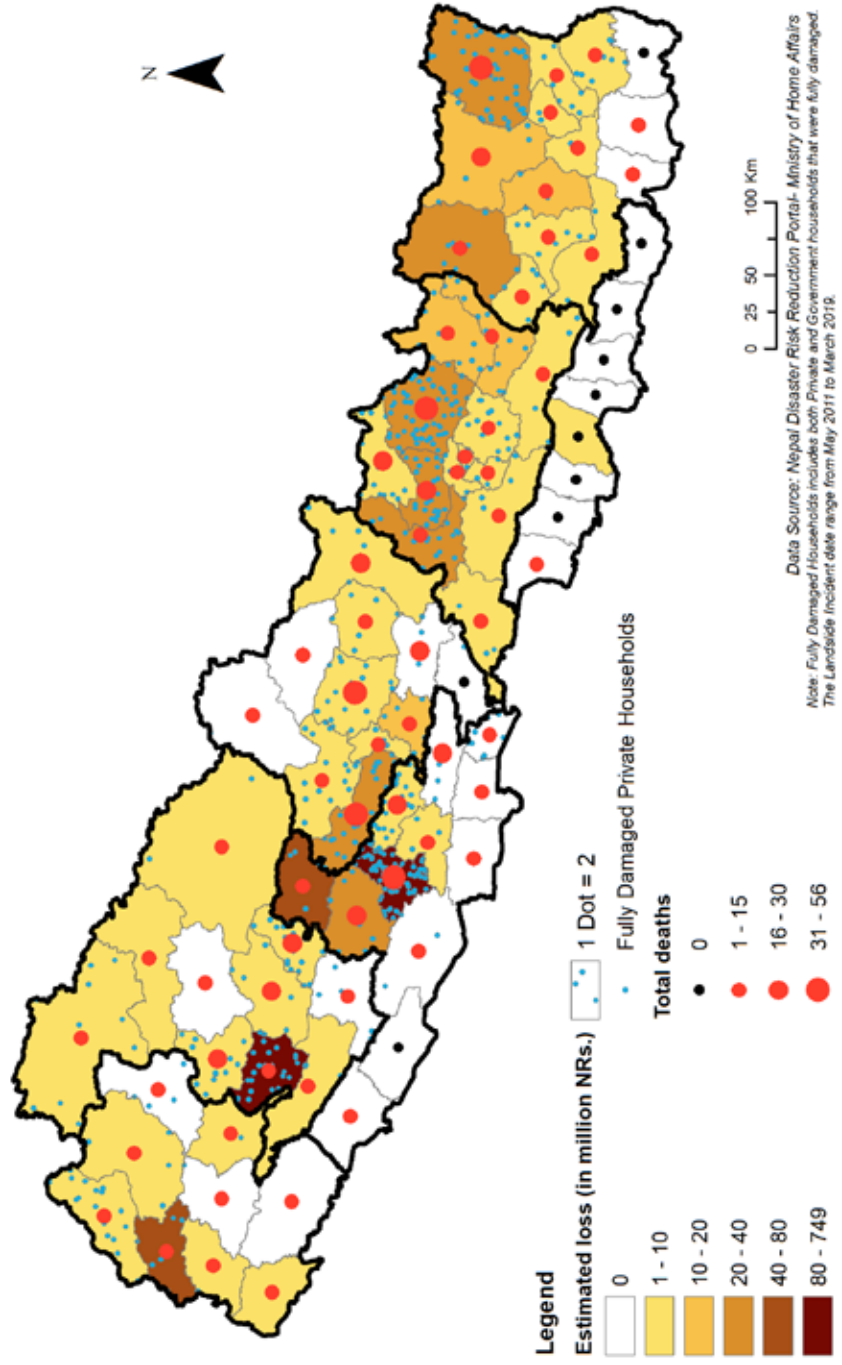 N
0 25 50 100 Km
Data Source: Nepal Disaster Risk Reduction Portal- Mnistry of Home Affairs
Note: Fully Damaged Households includes both Private and Government households that were fully damaged.
The Landslide Incident date range from May 2011 to March 2019.
Legend
Estimated loss (in million NRs.)
0
1 - 10
10 - 20
20 - 40
40 - 80
80 - 749
1 Dot = 2
Fully Damaged Private Households
Total deaths
0
1 - 15
16 - 30
31 - 56